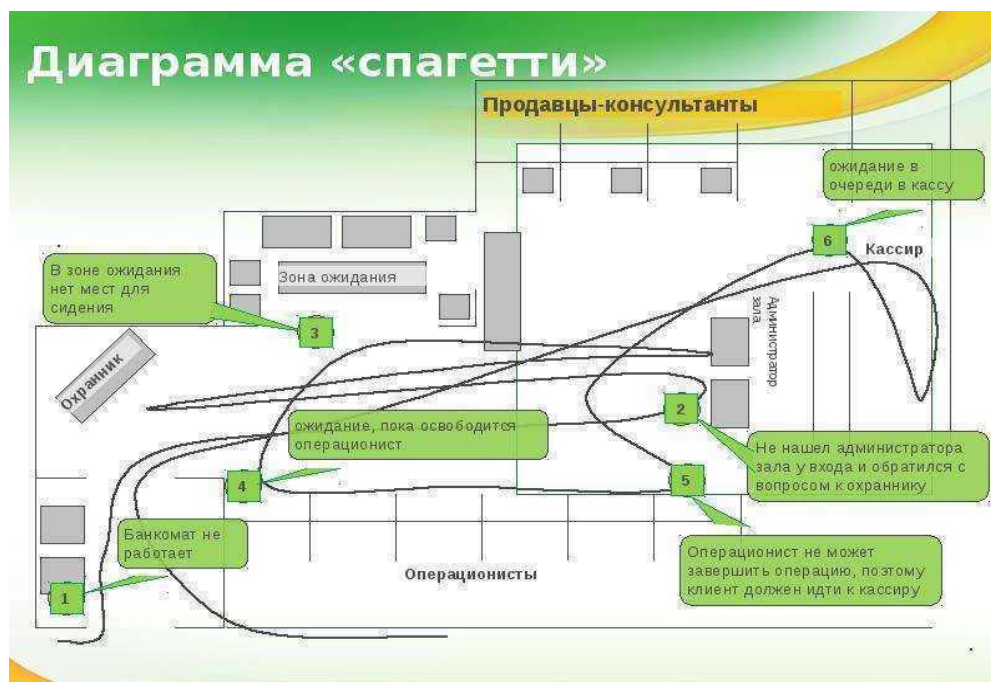 Диаграмма «спагетти»
Продавцы-консультанты
ожидание в
очереди в кассу
6
Кассир
В зоне ожидания
нет мест для
сидения
Зона ожидания
3
Администратор
зала.
Охранник
2
ожидание, пока освободится
операционист
Не нашел администратора
зала у входа и обратился с
вопросом к охраннику
4
5
Банкомат не
работает
1
Операционисты
Операционист не может
завершить операцию, поэтому
клиент должен идти к кассиру